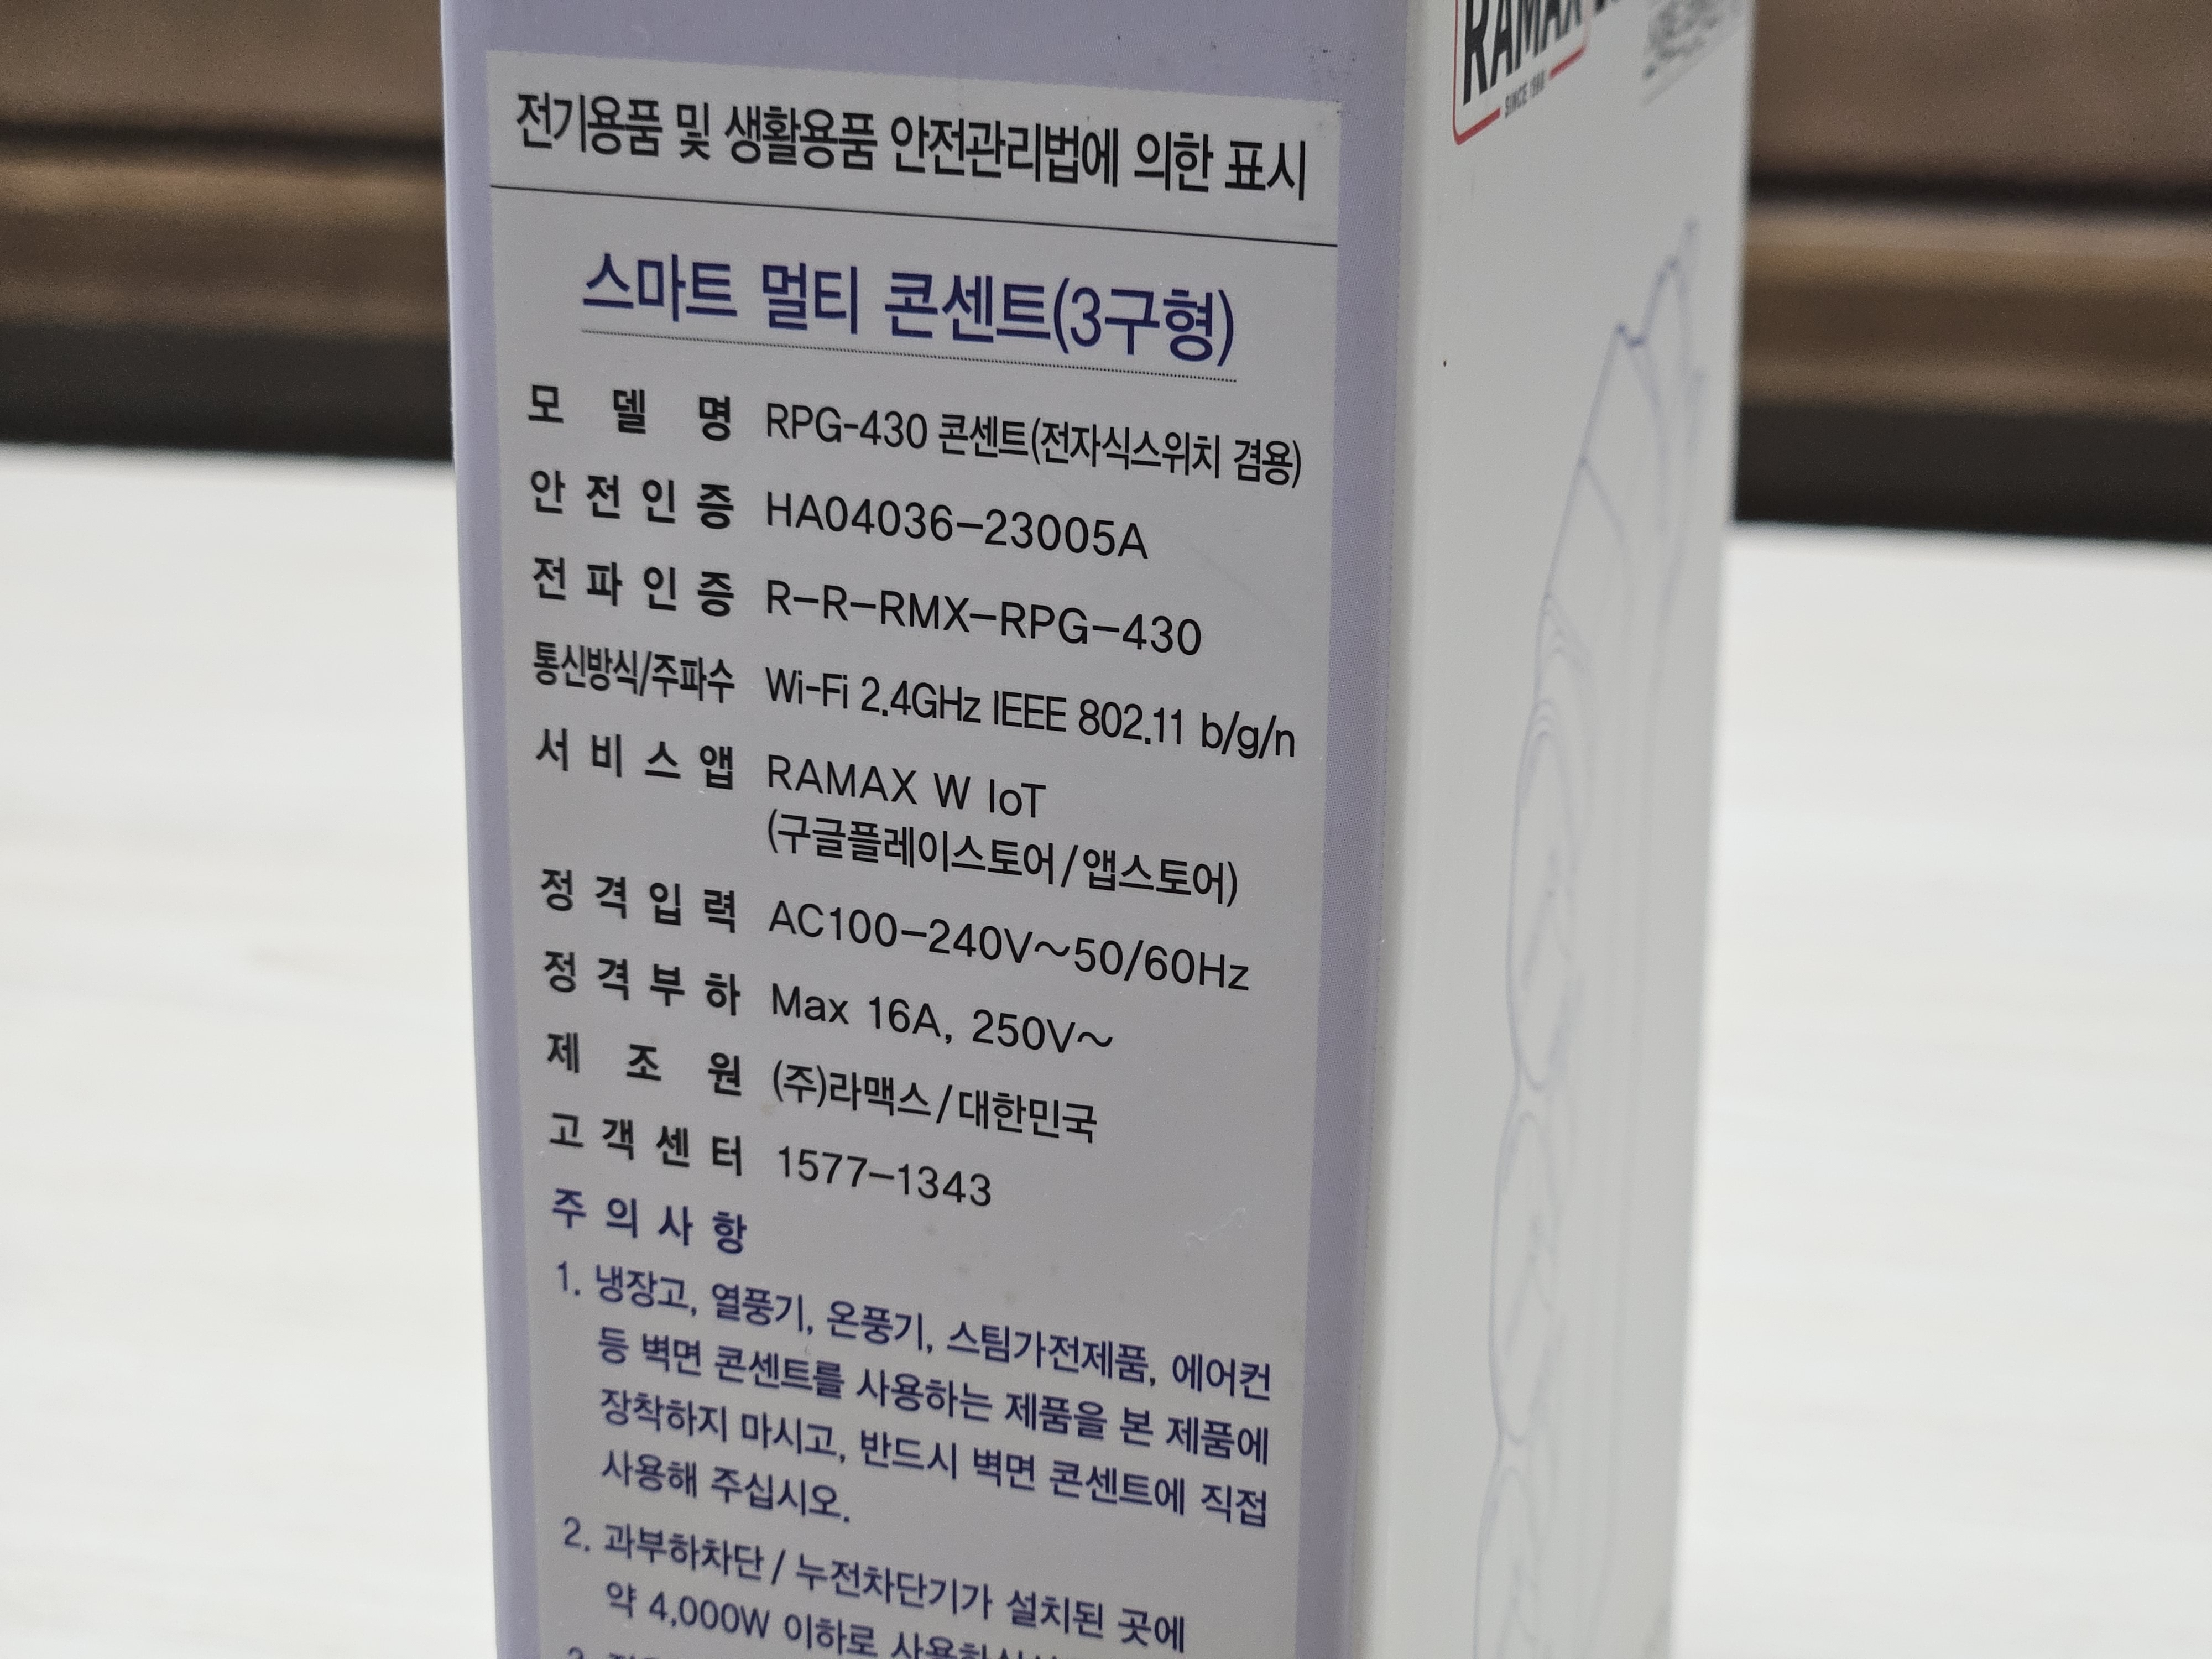 전기용품 및 생활용품 안전관리법에 의한 표시
스마트 멀티 콘센트(3구형)
모 델 명 RPG-430 콘센트(전자식스위치 겸용)
안전인증 HA04036-23005A
전파인증 R-R-RMX-RPG-430
통신방식/주파수 Wi-Fi 2.4GHz IEEE 802.11 b/g/n
서비스앱 RAMAX W IoT
(구글플레이스토어/앱스토어)
정격입력 AC100-240V~50/60Hz
정격부하 Max 16A, 250V~
제 조 원 (주)라맥스/대한민국
고객센터 1577-1343
주의사항
1. 냉장고, 열풍기, 온풍기, 스팀가전제품, 에어컨
등 벽면 콘센트를 사용하는 제품을 본 제품에
장착하지 마시고, 반드시 벽면 콘센트에 직접
사용해 주십시오.
2. 과부하차단/누전차단기가 설치된 곳에
약 4,000W 이하로
RAMAX
SINCE 1988